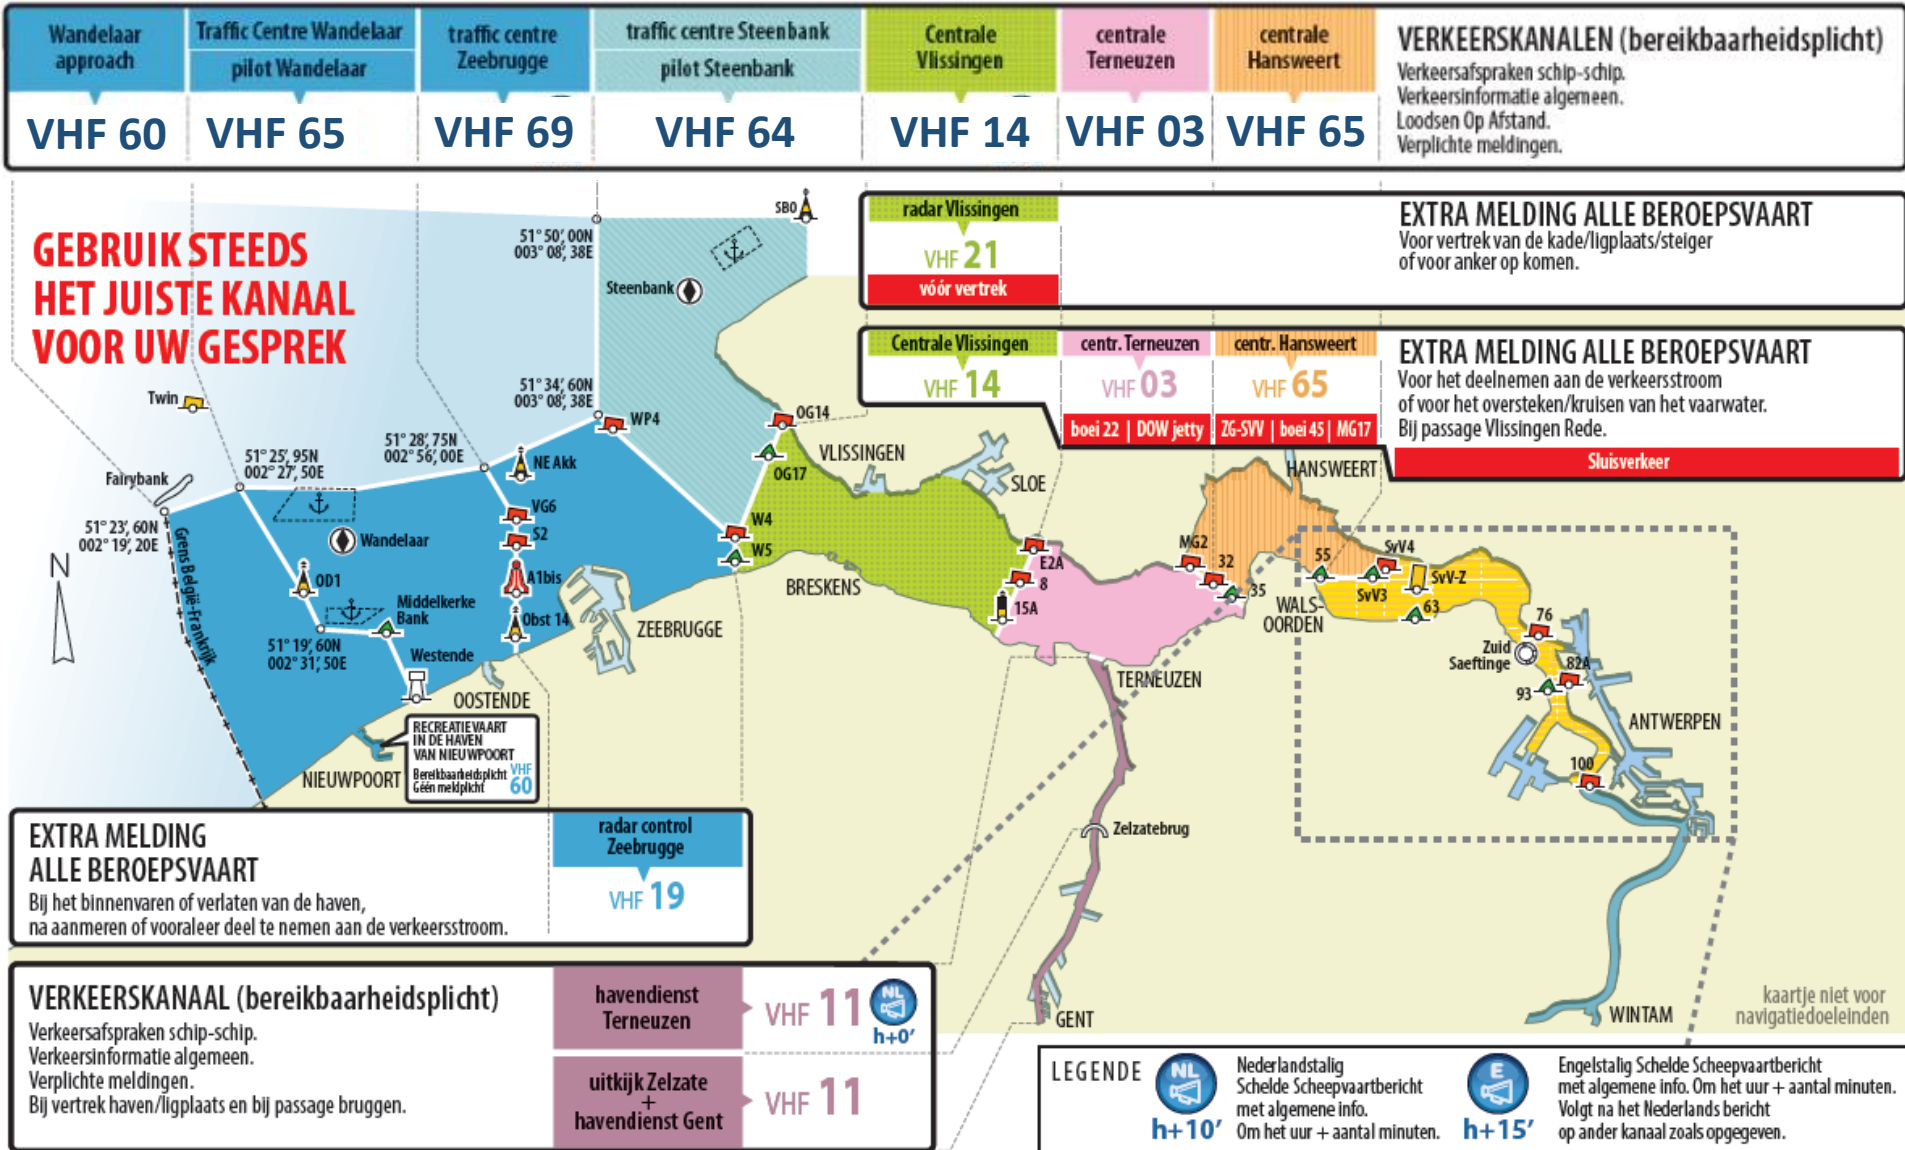 Wandelaar
approach
VHF 60
Traffic Centre Wandelaar
pilot Wandelaar
VHF 65
traffic centre
Zeebrugge
VHF 69
traffic centre Steenbank
pilot Steenbank
VHF 64
Centrale
Vlissingen
VHF 14
centrale
Terneuzen
VHF 03
centrale
Hansweert
VHF 65
VERKEERSKANALEN (bereikbaarheidsplicht)
Verkeersafspraken schip-schip.
Verkeersinformatie algemeen.
Loodsen Op Afstand.
Verplichte meldingen.
GEBRUIK STEEDS
HET JUISTE KANAAL
VOOR UW GESPREK
radar Vlissingen
VHF 21
vóór vertrek
EXTRA MELDING ALLE BEROEPSVAART
Voor vertrek van de kade/ligplaats/steiger
of voor anker op komen.
Centrale Vlissingen
VHF 14
centr. Terneuzen
VHF 03
boei 22 | DOW jetty
centr. Hansweert
VHF 65
ZG-SVV | boei 45 | MG17
EXTRA MELDING ALLE BEROEPSVAART
Voor het deelnemen aan de verkeersstroom
of voor het oversteken/kruisen van het vaarwater.
Bij passage Vlissingen Rede.
Sluisverkeer
SBO
51° 50', 00N
003° 08', 38E
Steenbank
51° 34', 60N
003° 08', 38E
WP4
OG14
OG17
Twin
51° 28', 75N
002° 56', 00E
51° 25', 95N
002° 27', 50E
Fairybank
51° 23', 60N
002° 19', 20E
Grens België-Frankrijk
NE Akk
VG6
S2
A1bis
Obst 14
Wandelaar
OD1
Middelkerke
Bank
51° 19', 60N
002° 31', 50E
Westende
N
W4
W5
VLISSINGEN
SLOE
BRESKENS
ZEEBRUGGE
OOSTENDE
NIEUWPOORT
RECREATIEVAART
IN DE HAVEN
VAN NIEUWPOORT
Bereikbaarheidsplicht
Géén meldplicht
VHF
60
E2A
8
15A
MG2
32
35
HANSWEERT
WALS-
OORDEN
55
SvV4
SvV3
SvV-Z
63
76
Zuid
Saeftinge
82A
93
100
ANTWERPEN
TERNEUZEN
Zelzatebrug
GENT
WINTAM
kaartje niet voor
navigatiedoeleinden
EXTRA MELDING
ALLE BEROEPSVAART
Bij het binnenvaren of verlaten van de haven,
na aanmeren of vooraleer deel te nemen aan de verkeersstroom.
radar control
Zeebrugge
VHF 19
VERKEERSKANAAL (bereikbaarheidsplicht)
Verkeersafspraken schip-schip.
Verkeersinformatie algemeen.
Verplichte meldingen.
Bij vertrek haven/ligplaats en bij passage bruggen.
havendienst
Terneuzen
VHF 11
NL
h+0'
uitkijk Zelzate
+
havendienst Gent
VHF 11
LEGENDE
NL
h+10'
Nederlandstalig
Schelde Scheepvaartbericht
met algemene info.
Om het uur + aantal minuten.
E
h+15'
Engelstalig Schelde Scheepvaartbericht
met algemene info. Om het uur + aantal minuten.
Volgt na het Nederlands bericht
op ander kanaal zoals opgegeven.